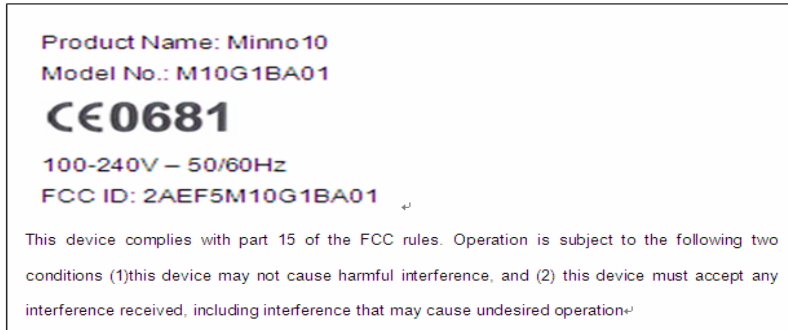 Product Name: Minno10
Model No.: M10G1BA01
CE0681
100-240V – 50/60Hz
FCC ID: 2AEF5M10G1BA01
This device complies with part 15 of the FCC rules. Operation is subject to the following two
conditions (1)this device may not cause harmful interference, and (2) this device must accept any
interference received, including interference that may cause undesired operation